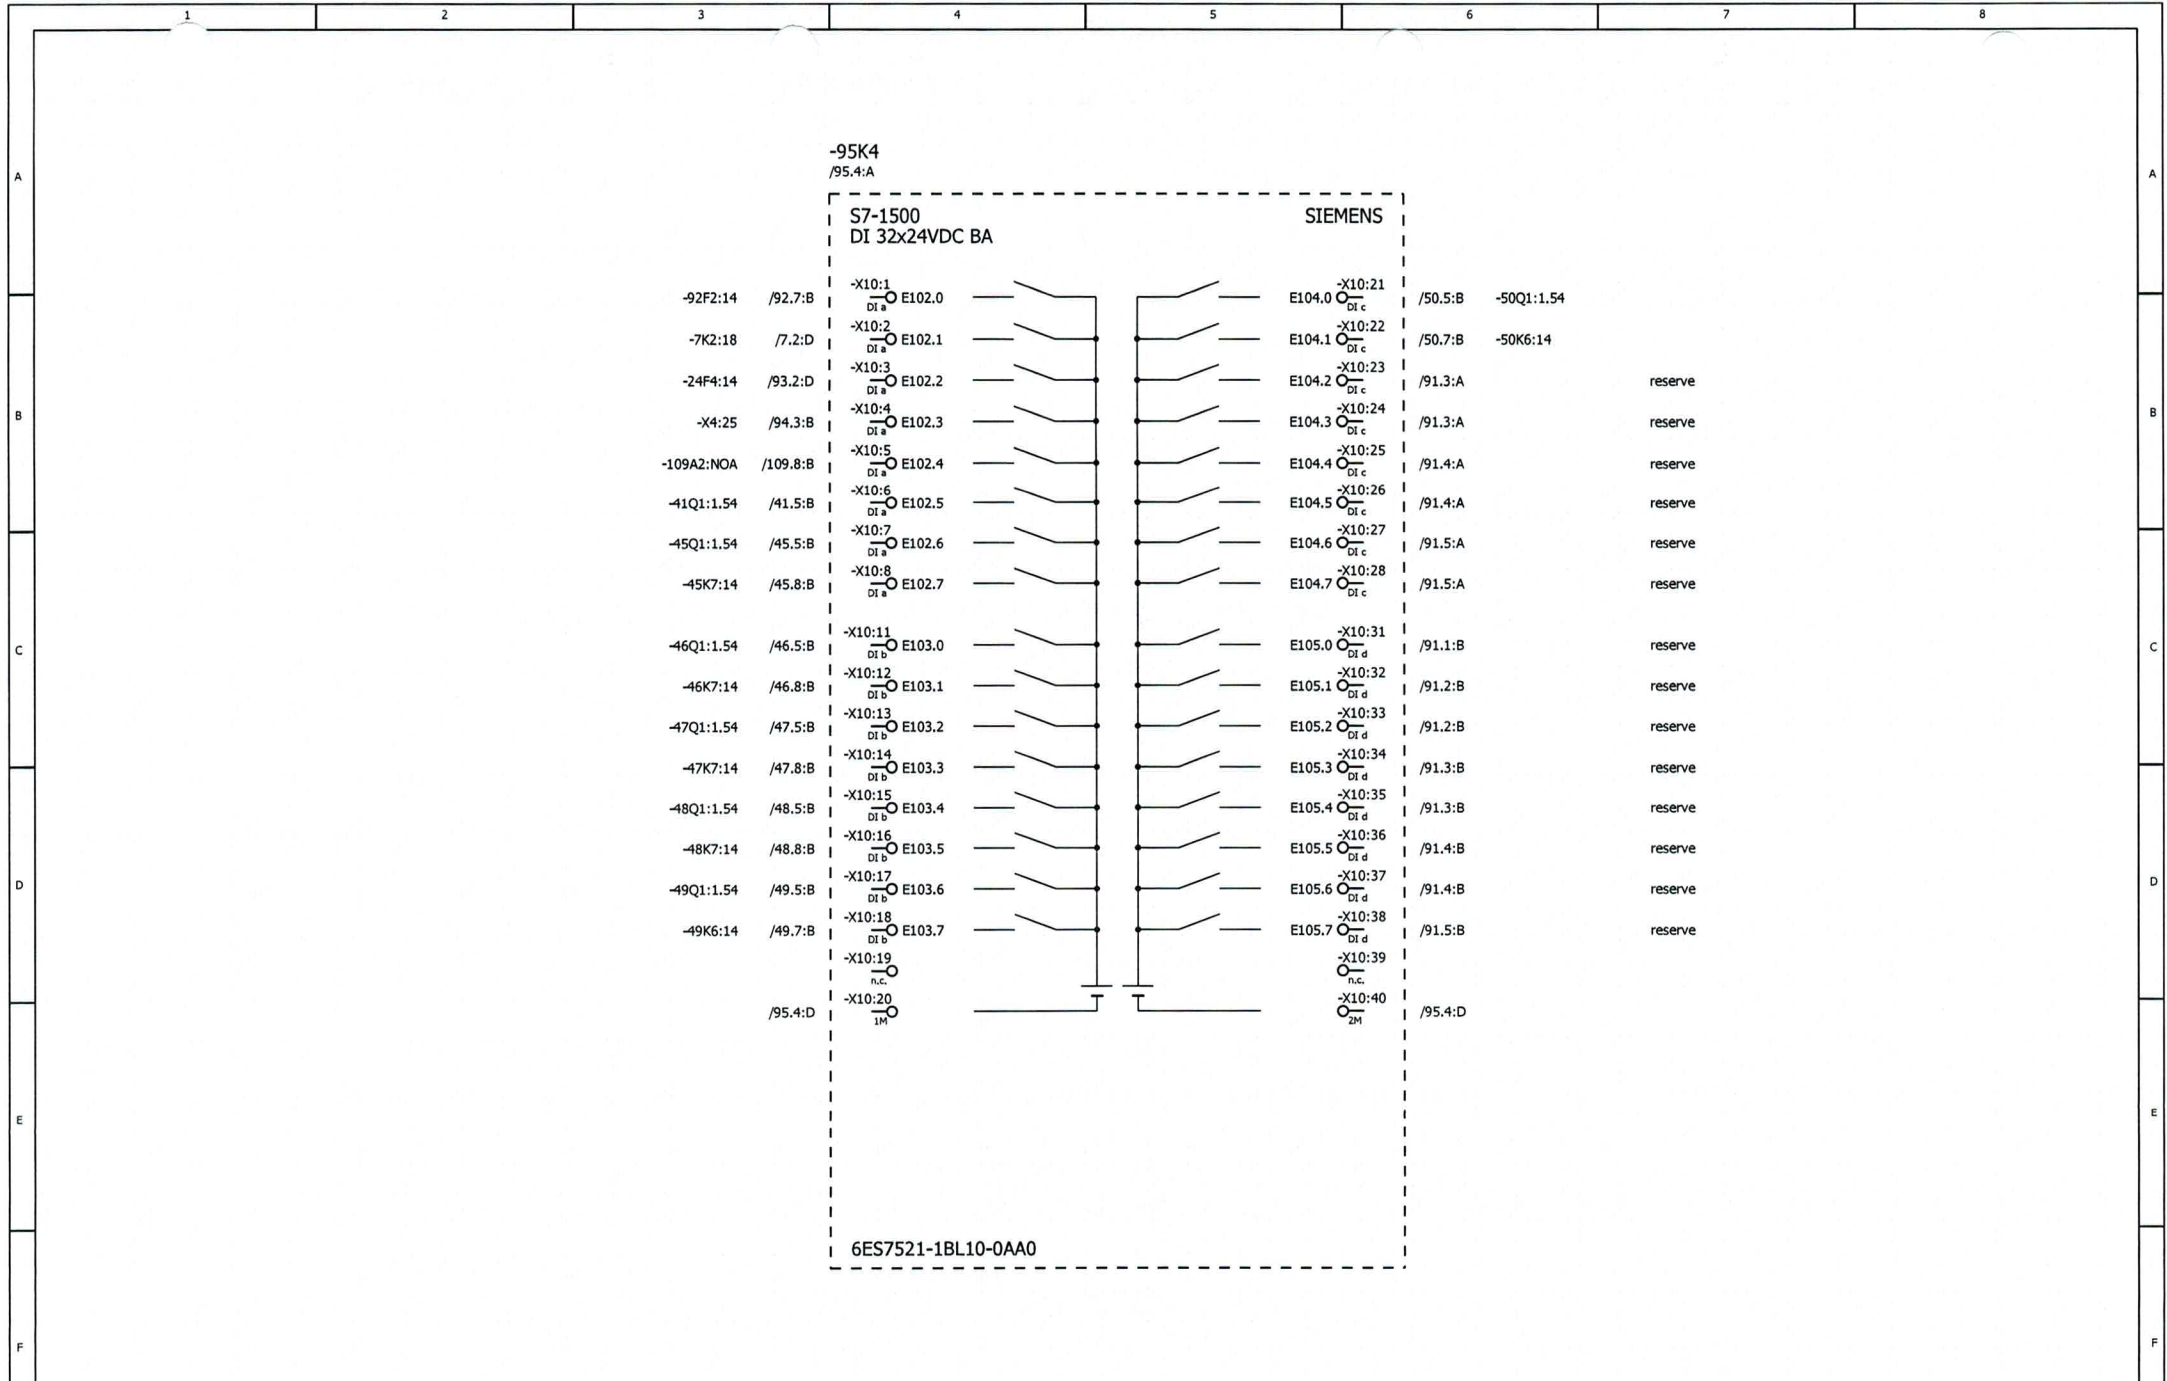 1 2 3 4 5 6 7 8
-95K4
/95.4:A
A A
S7-1500 SIEMENS
DI 32x24VDC BA
-X10:1 -X10:21
-92F2:14 /92.7:B E102.0 E104.0 /50.5:B -50Q1:1.54
DI a DI c
-X10:2 -X10:22
-7K2:18 /7.2:D E102.1 E104.1 /50.7:B -50K6:14
DI a DI c
-X10:3 -X10:23
-24F4:14 /93.2:D E102.2 E104.2 /91.3:A reserve
DI a DI c
B -X10:4 -X10:24 B
-X4:25 /94.3:B E102.3 E104.3 /91.3:A reserve
DI a DI c
-X10:5 -X10:25
-109A2:NOA /109.8:B E102.4 E104.4 /91.4:A reserve
DI a DI c
-X10:6 -X10:26
-41Q1:1.54 /41.5:B E102.5 E104.5 /91.4:A reserve
DI a DI c
-X10:7 -X10:27
-45Q1:1.54 /45.5:B E102.6 E104.6 /91.5:A reserve
DI a DI c
-X10:8 -X10:28
-45K7:14 /45.8:B E102.7 E104.7 /91.5:A reserve
DI a DI c
-X10:11 -X10:31
-46Q1:1.54 /46.5:B E103.0 E105.0 /91.1:B reserve
C DI b DI d C
-X10:12 -X10:32
-46K7:14 /46.8:B E103.1 E105.1 /91.2:B reserve
DI b DI d
-X10:13 -X10:33
-47Q1:1.54 /47.5:B E103.2 E105.2 /91.2:B reserve
DI b DI d
-X10:14 -X10:34
-47K7:14 /47.8:B E103.3 E105.3 /91.3:B reserve
DI b DI d
-X10:15 -X10:35
-48Q1:1.54 /48.5:B E103.4 E105.4 /91.3:B reserve
DI b DI d
-X10:16 -X10:36
-48K7:14 /48.8:B E103.5 E105.5 /91.4:B reserve
DI b DI d
-X10:17 -X10:37
D -49Q1:1.54 /49.5:B E103.6 E105.6 /91.4:B reserve D
DI b DI d
-X10:18 -X10:38
-49K6:14 /49.7:B E103.7 E105.7 /91.5:B reserve
DI b DI d
-X10:19 -X10:39
n.c. n.c.
-X10:20 -X10:40
/95.4:D /95.4:D
1M 2M
E E
6ES7521-1BL10-0AA0
F F